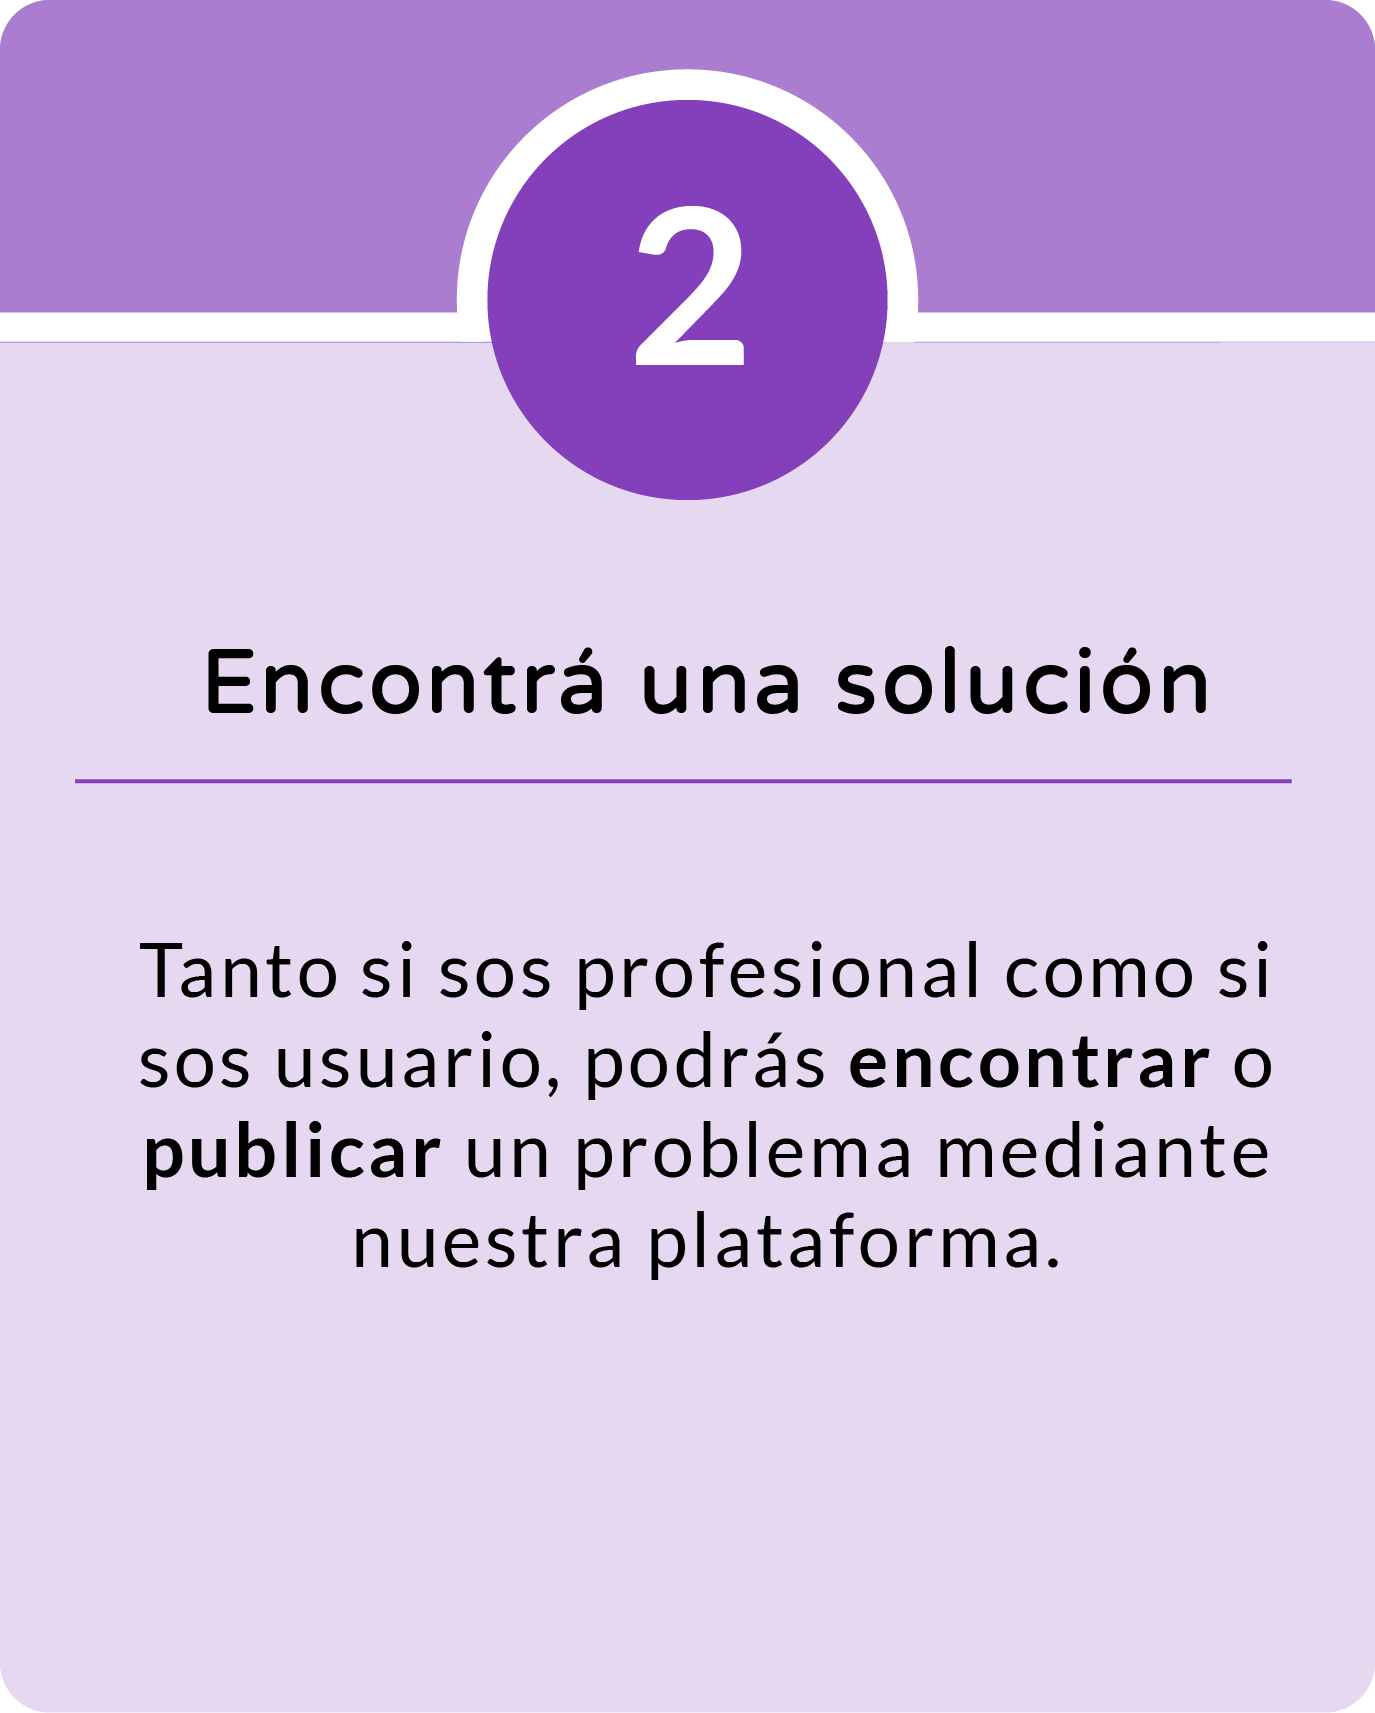 2
Encontrá una solución
Tanto si sos profesional como si
sos usuario, podrás encontrar o
publicar un problema mediante
nuestra plataforma.